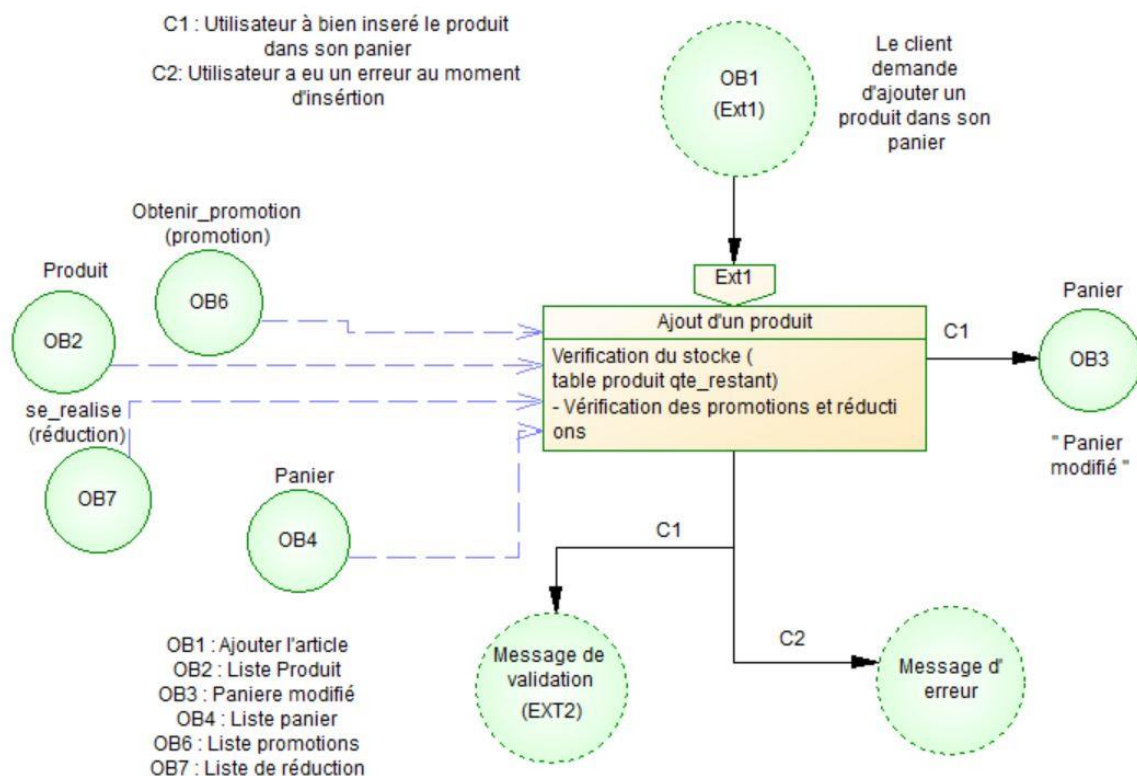 C1 : Utilisateur à bien inseré le produit
dans son panier
C2: Utilisateur a eu un erreur au moment
d'insértion
OB1
(Ext1)
Le client
demande
d'ajouter un
produit dans son
panier
Obtenir_promotion
(promotion)
OB6
Produit
OB2
se_realise
(réduction)
OB7
Panier
OB4
Ext1
Ajout d'un produit
Verification du stocke (
table produit qte_restant)
- Vérification des promotions et réducti
ons
C1
Panier
OB3
" Panier
modifié "
C1
C2
Message de
validation
(EXT2)
Message d'
erreur
OB1 : Ajouter l'article
OB2 : Liste Produit
OB3 : Paniere modifié
OB4 : Liste panier
OB6 : Liste promotions
OB7 : Liste de réduction